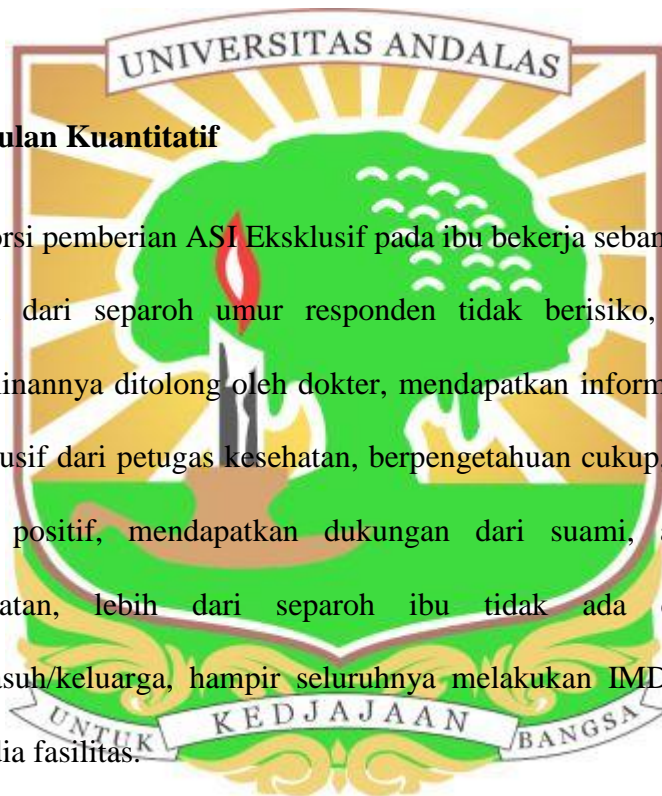 UNIVERSITAS ANDALAS
ulan Kuantitatif
orsi pemberian ASI Eksklusif pada ibu bekerja seban
dari separoh umur responden tidak berisiko,
inannya ditolong oleh dokter, mendapatkan inform
usif dari petugas kesehatan, berpengetahuan cukup,
positif, mendapatkan dukungan dari suami,
atan, lebih dari separoh ibu tidak ada
asuh/keluarga, hampir seluruhnya melakukan IMD
dia fasilitas.
UNTUK KEDJAJAAN BANGSA